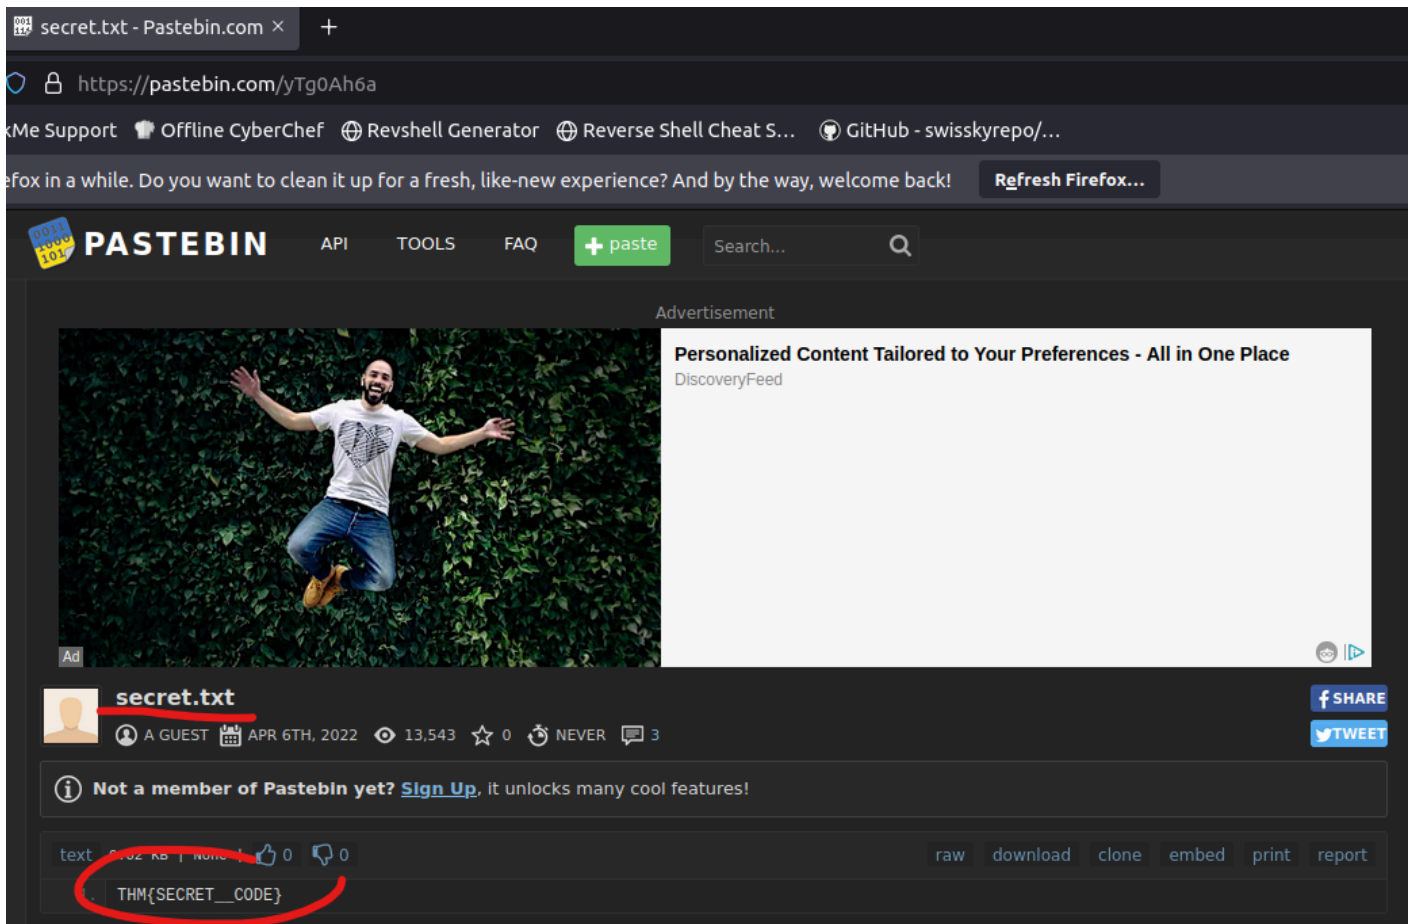 secret.txt - Pastebin.com × +
https://pastebin.com/yTg0Ah6a
Me Support Offline CyberChef Revshell Generator Reverse Shell Cheat S... GitHub - swisskyrepo/...
efox in a while. Do you want to clean it up for a fresh, like-new experience? And by the way, welcome back! Refresh Firefox...
PASTEBIN API TOOLS FAQ + paste Search...
Advertisement
Personalized Content Tailored to Your Preferences - All in One Place
DiscoveryFeed
Ad
secret.txt
SHARE
A GUEST APR 6TH, 2022 13,543 0 NEVER 3
TWEET
Not a member of Pastebin yet? Sign Up, it unlocks many cool features!
text KB | None | 0 0 raw download clone embed print report
THM{SECRET__CODE}